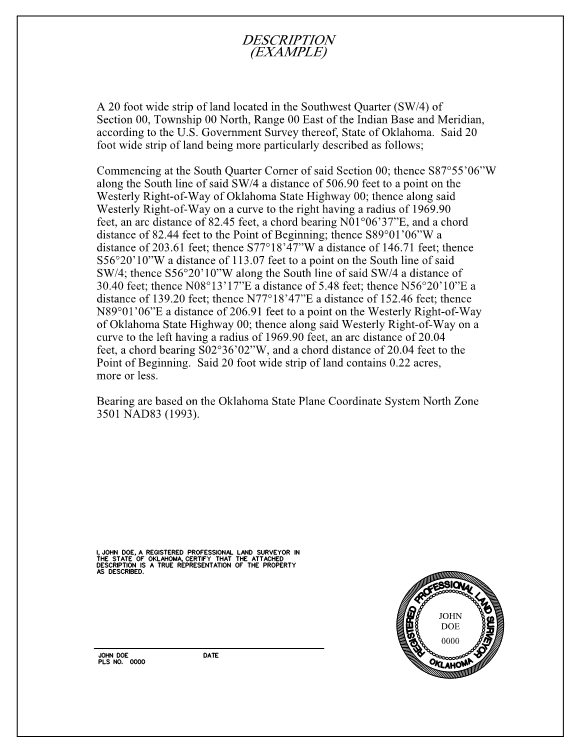 DESCRIPTION
(EXAMPLE)
A 20 foot wide strip of land located in the Southwest Quarter (SW/4) of
Section 00, Township 00 North, Range 00 East of the Indian Base and Meridian,
according to the U.S. Government Survey thereof, State of Oklahoma.  Said 20
foot wide strip of land being more particularly described as follows;
Commencing at the South Quarter Corner of said Section 00; thence S87°55'06"W
along the South line of said SW/4 a distance of 506.90 feet to a point on the
Westerly Right-of-Way of Oklahoma State Highway 00; thence along said
Westerly Right-of-Way on a curve to the right having a radius of 1969.90
feet, an arc distance of 82.45 feet, a chord bearing N01°06'37"E, and a chord
distance of 82.44 feet to the Point of Beginning; thence S89°01'06"W a
distance of 203.61 feet; thence S77°18'47"W a distance of 146.71 feet; thence
S56°20'10"W a distance of 113.07 feet to a point on the South line of said
SW/4; thence S56°20'10"W along the South line of said SW/4 a distance of
30.40 feet; thence N08°13'17"E a distance of 5.48 feet; thence N56°20'10"E a
distance of 139.20 feet; thence N77°18'47"E a distance of 152.46 feet; thence
N89°01'06"E a distance of 206.91 feet to a point on the Westerly Right-of-Way
of Oklahoma State Highway 00; thence along said Westerly Right-of-Way on a
curve to the left having a radius of 1969.90 feet, an arc distance of 20.04
feet, a chord bearing S02°36'02"W, and a chord distance of 20.04 feet to the
Point of Beginning.  Said 20 foot wide strip of land contains 0.22 acres,
more or less.
Bearing are based on the Oklahoma State Plane Coordinate System North Zone
3501 NAD83 (1993).
I, JOHN DOE, A REGISTERED PROFESSIONAL LAND SURVEYOR IN
THE STATE OF OKLAHOMA, CERTIFY THAT THE ATTACHED
DESCRIPTION IS A TRUE REPRESENTATION OF THE PROPERTY
AS DESCRIBED.
JOHN DOE DATE
PLS NO. 0000
REGISTERED PROFESSIONAL LAND SURVEYOR
JOHN
DOE
0000
OKLAHOMA